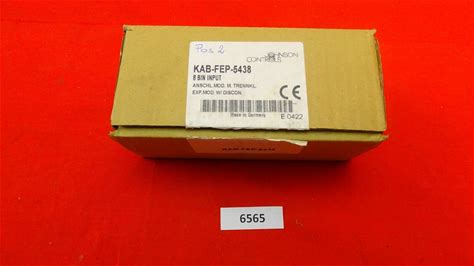 Pos 2
JOHNSON
CONTROLS
KAB-FEP-5438
8 BIN INPUT
ANSCHL.MOD. M. TRENNKL.
EXP.MOD. W/ DISCON.
CE
Made in Germany
E 0422
6565